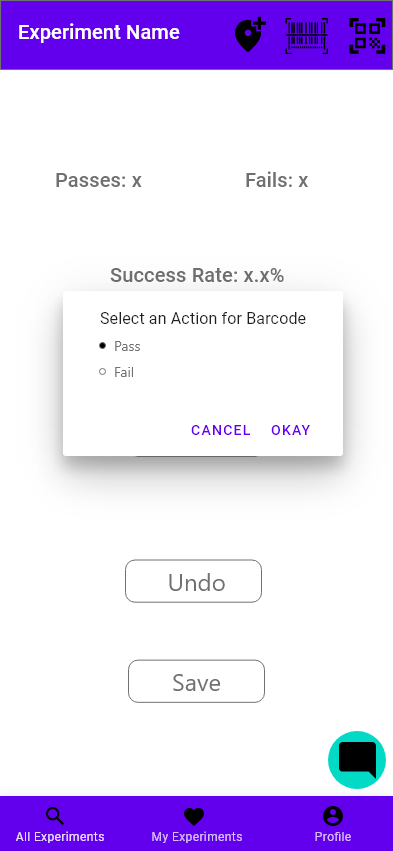 Experiment Name
Passes: x
Fails: x
Success Rate: x.x%
Select an Action for Barcode
Pass
Fail
CANCEL
OKAY
Undo
Save
All Experiments
My Experiments
Profile